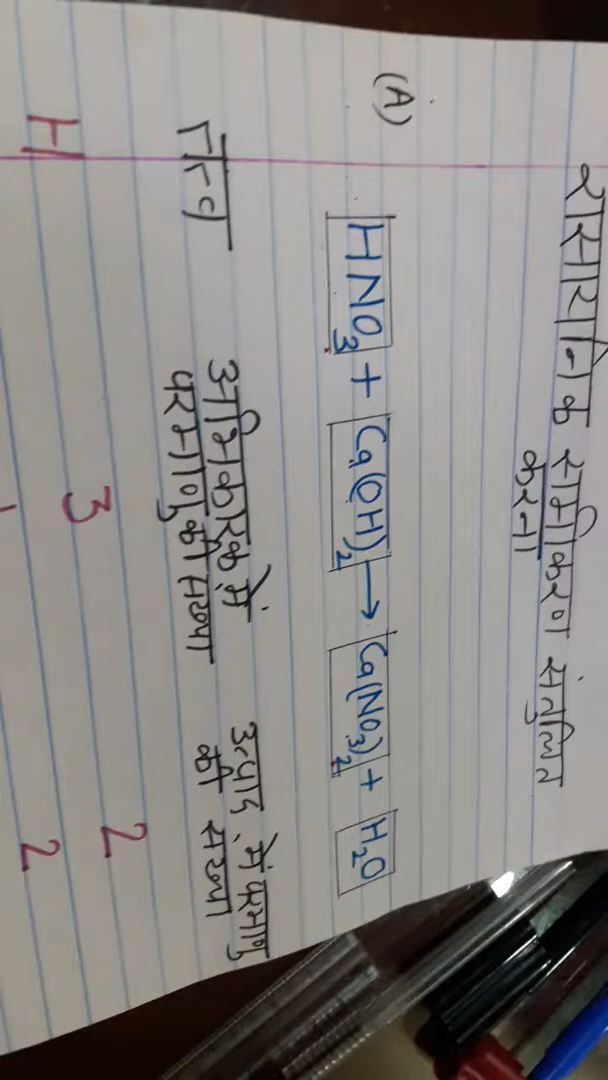 रासायनिक समीकरण संतुलित
करना
(A) HNO₃ + Ca(OH)₂ → Ca(NO₃)₂ + H₂O
तत्व अभिकारक में परमाणु की संख्या उत्पाद में परमाणु की संख्या
H 3 2
2